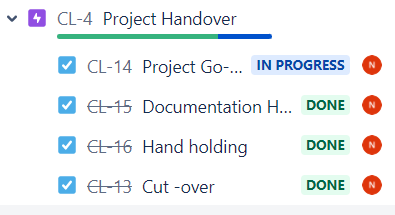 CL-4 Project Handover
CL-14 Project Go-... IN PROGRESS N
CL-15 Documentation H... DONE N
CL-16 Hand holding DONE N
CL-13 Cut -over DONE N